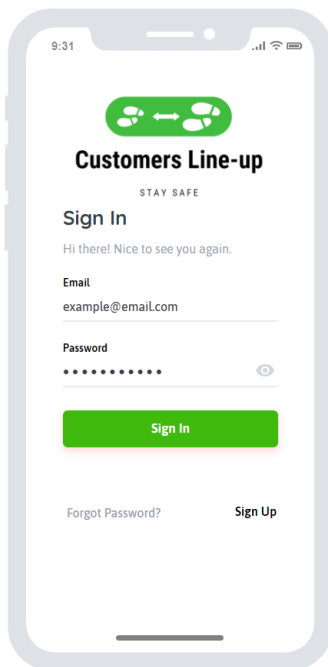 9:31
Customers Line-up
STAY SAFE
Sign In
Hi there! Nice to see you again.
Email
example@email.com
Password
•••••••••••
Sign In
Forgot Password? Sign Up